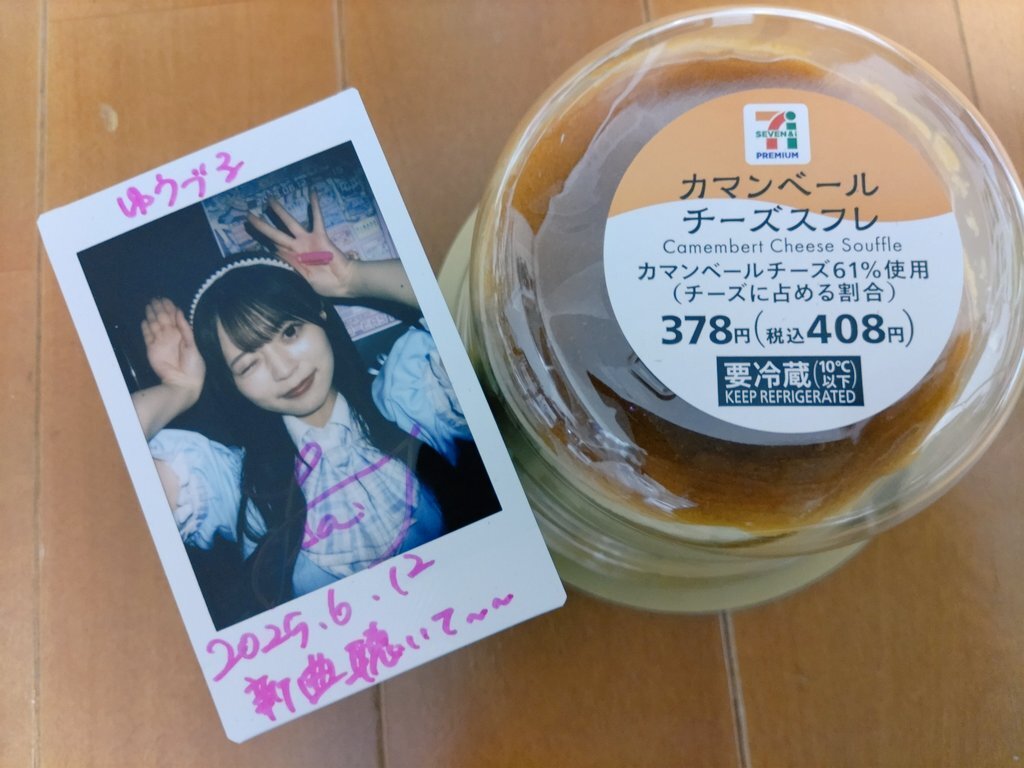 ゆうづる
2025.6.12
新曲聴いて〜〜
SEVEN&i
PREMIUM
カマンベール
チーズスフレ
Camembert Cheese Souffle
カマンベールチーズ61%使用
(チーズに占める割合)
378円(税込408円)
要冷蔵(10℃以下)
KEEP REFRIGERATED